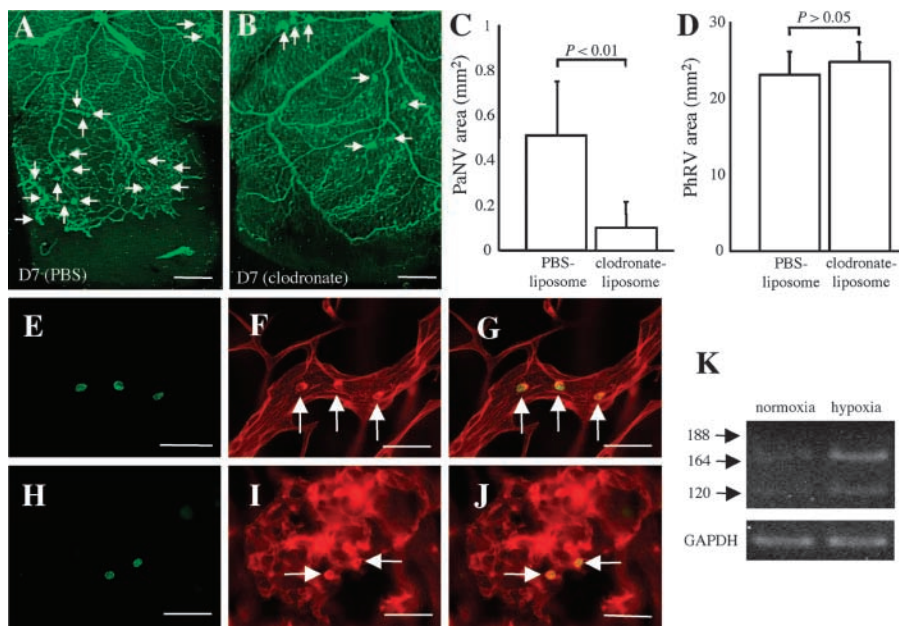 A
D7 (PBS)
B
D7 (clodronate)
C
P < 0.01
PaNV area (mm²)
1
0.8
0.6
0.4
0.2
0
PBS-
liposome
clodronate-
liposome
D
P > 0.05
PhRV area (mm²)
30
20
10
0
PBS-
liposome
clodronate-
liposome
E
F
G
H
I
J
K
normoxia hypoxia
188
164
120
GAPDH